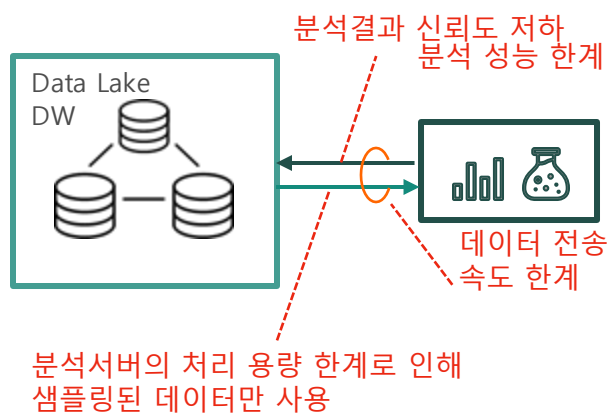 분석결과 신뢰도 저하
분석 성능 한계
Data Lake
DW
데이터 전송
속도 한계
분석서버의 처리 용량 한계로 인해
샘플링된 데이터만 사용